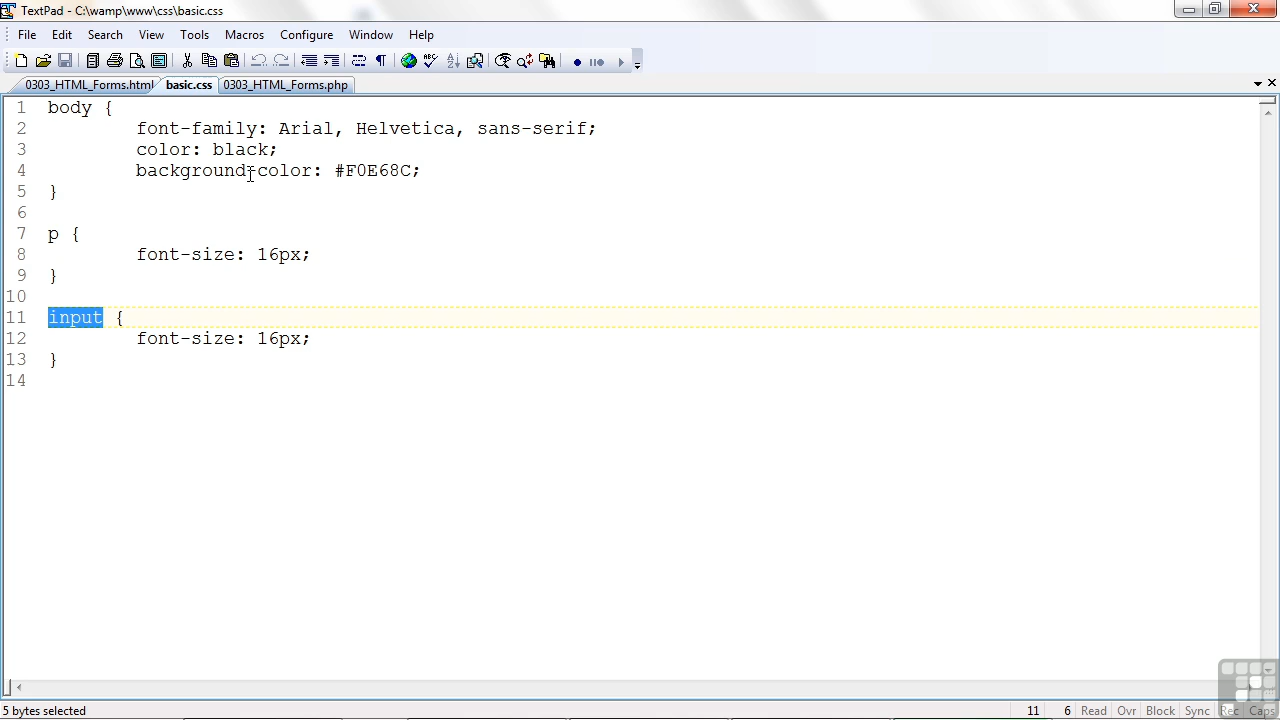 TextPad - C:\wamp\www\css\basic.css
File Edit Search View Tools Macros Configure Window Help
0303_HTML_Forms.html basic.css 0303_HTML_Forms.php
1 body {
2 font-family: Arial, Helvetica, sans-serif;
3 color: black;
4 background-color: #F0E68C;
5 }
6
7 p {
8 font-size: 16px;
9 }
10
11 input {
12 font-size: 16px;
13 }
14
5 bytes selected 11 6 Read Ovr Block Sync Rec Caps